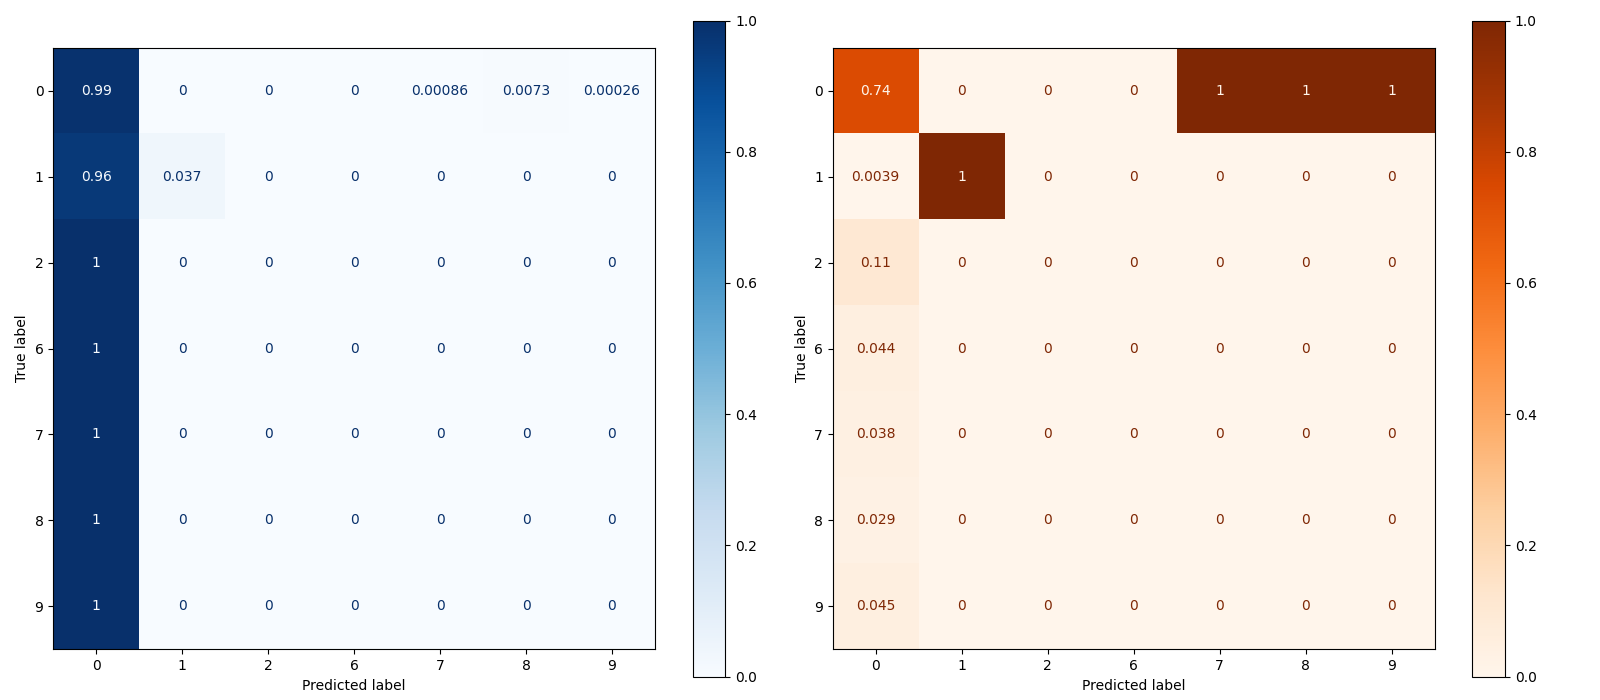 0 0.99 0 0 0 0.00086 0.0073 0.00026
1 0.96 0.037 0 0 0 0 0
2 1 0 0 0 0 0 0
6 1 0 0 0 0 0 0
7 1 0 0 0 0 0 0
8 1 0 0 0 0 0 0
9 1 0 0 0 0 0 0
0 1 2 6 7 8 9
Predicted label
True label
1.0
0.8
0.6
0.4
0.2
0.0
0 0.74 0 0 0 1 1 1
1 0.0039 1 0 0 0 0 0
2 0.11 0 0 0 0 0 0
6 0.044 0 0 0 0 0 0
7 0.038 0 0 0 0 0 0
8 0.029 0 0 0 0 0 0
9 0.045 0 0 0 0 0 0
0 1 2 6 7 8 9
Predicted label
True label
1.0
0.8
0.6
0.4
0.2
0.0